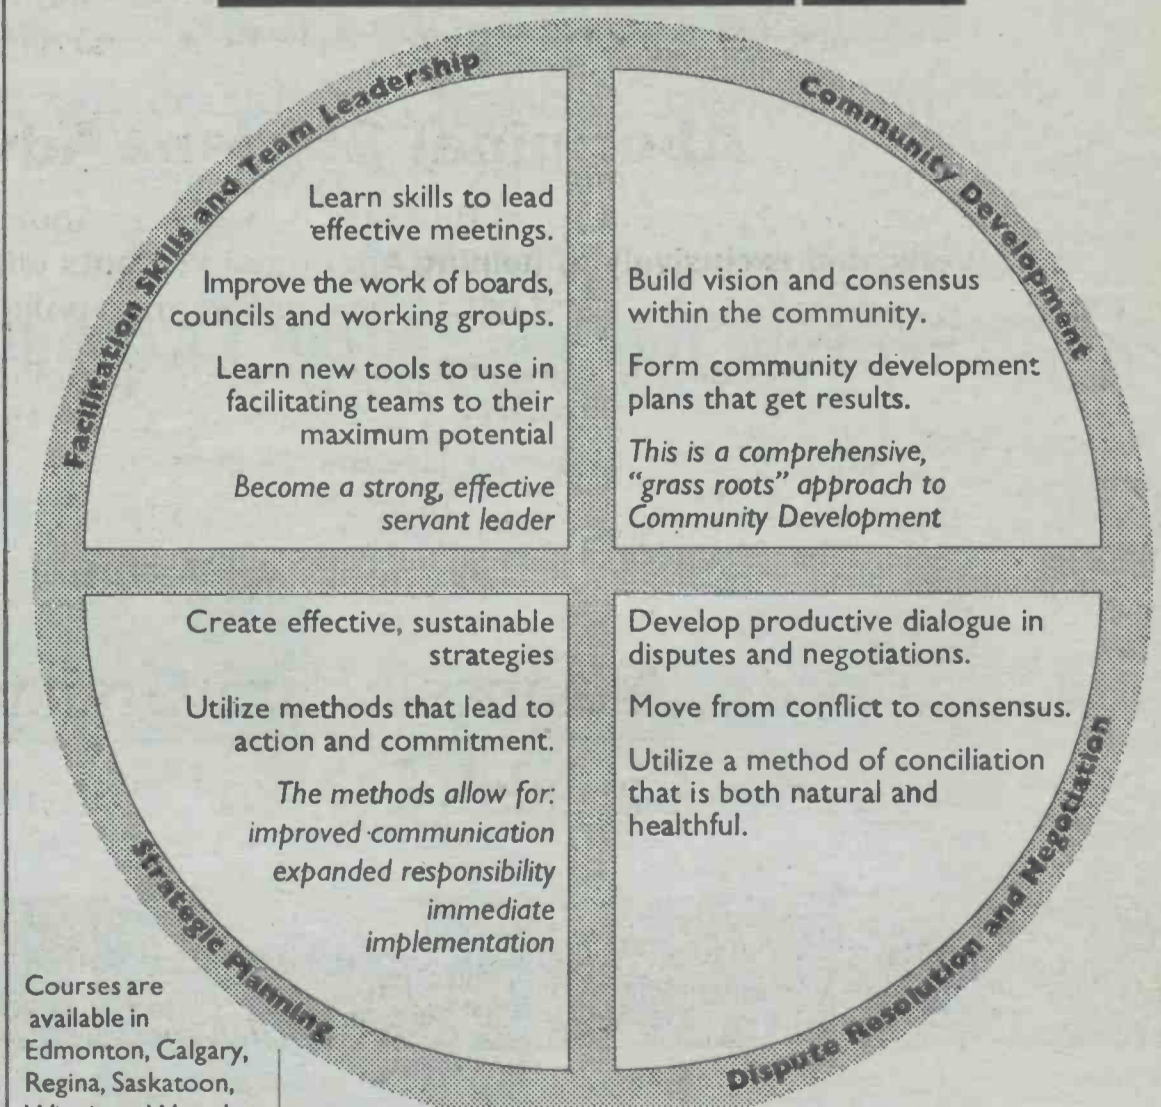 Facilitation Skills and Team Leadership
Learn skills to lead
effective meetings.
Improve the work of boards,
councils and working groups.
Learn new tools to use in
facilitating teams to their
maximum potential
Become a strong, effective
servant leader
Community Development
Build vision and consensus
within the community.
Form community development
plans that get results.
This is a comprehensive,
"grass roots" approach to
Community Development
Strategic Planning
Create effective, sustainable
strategies
Utilize methods that lead to
action and commitment.
The methods allow for:
improved communication
expanded responsibility
immediate
implementation
Dispute Resolution and Negotiation
Develop productive dialogue in
disputes and negotiations.
Move from conflict to consensus.
Utilize a method of conciliation
that is both natural and
healthful.
Courses are
available in
Edmonton, Calgary,
Regina, Saskatoon,